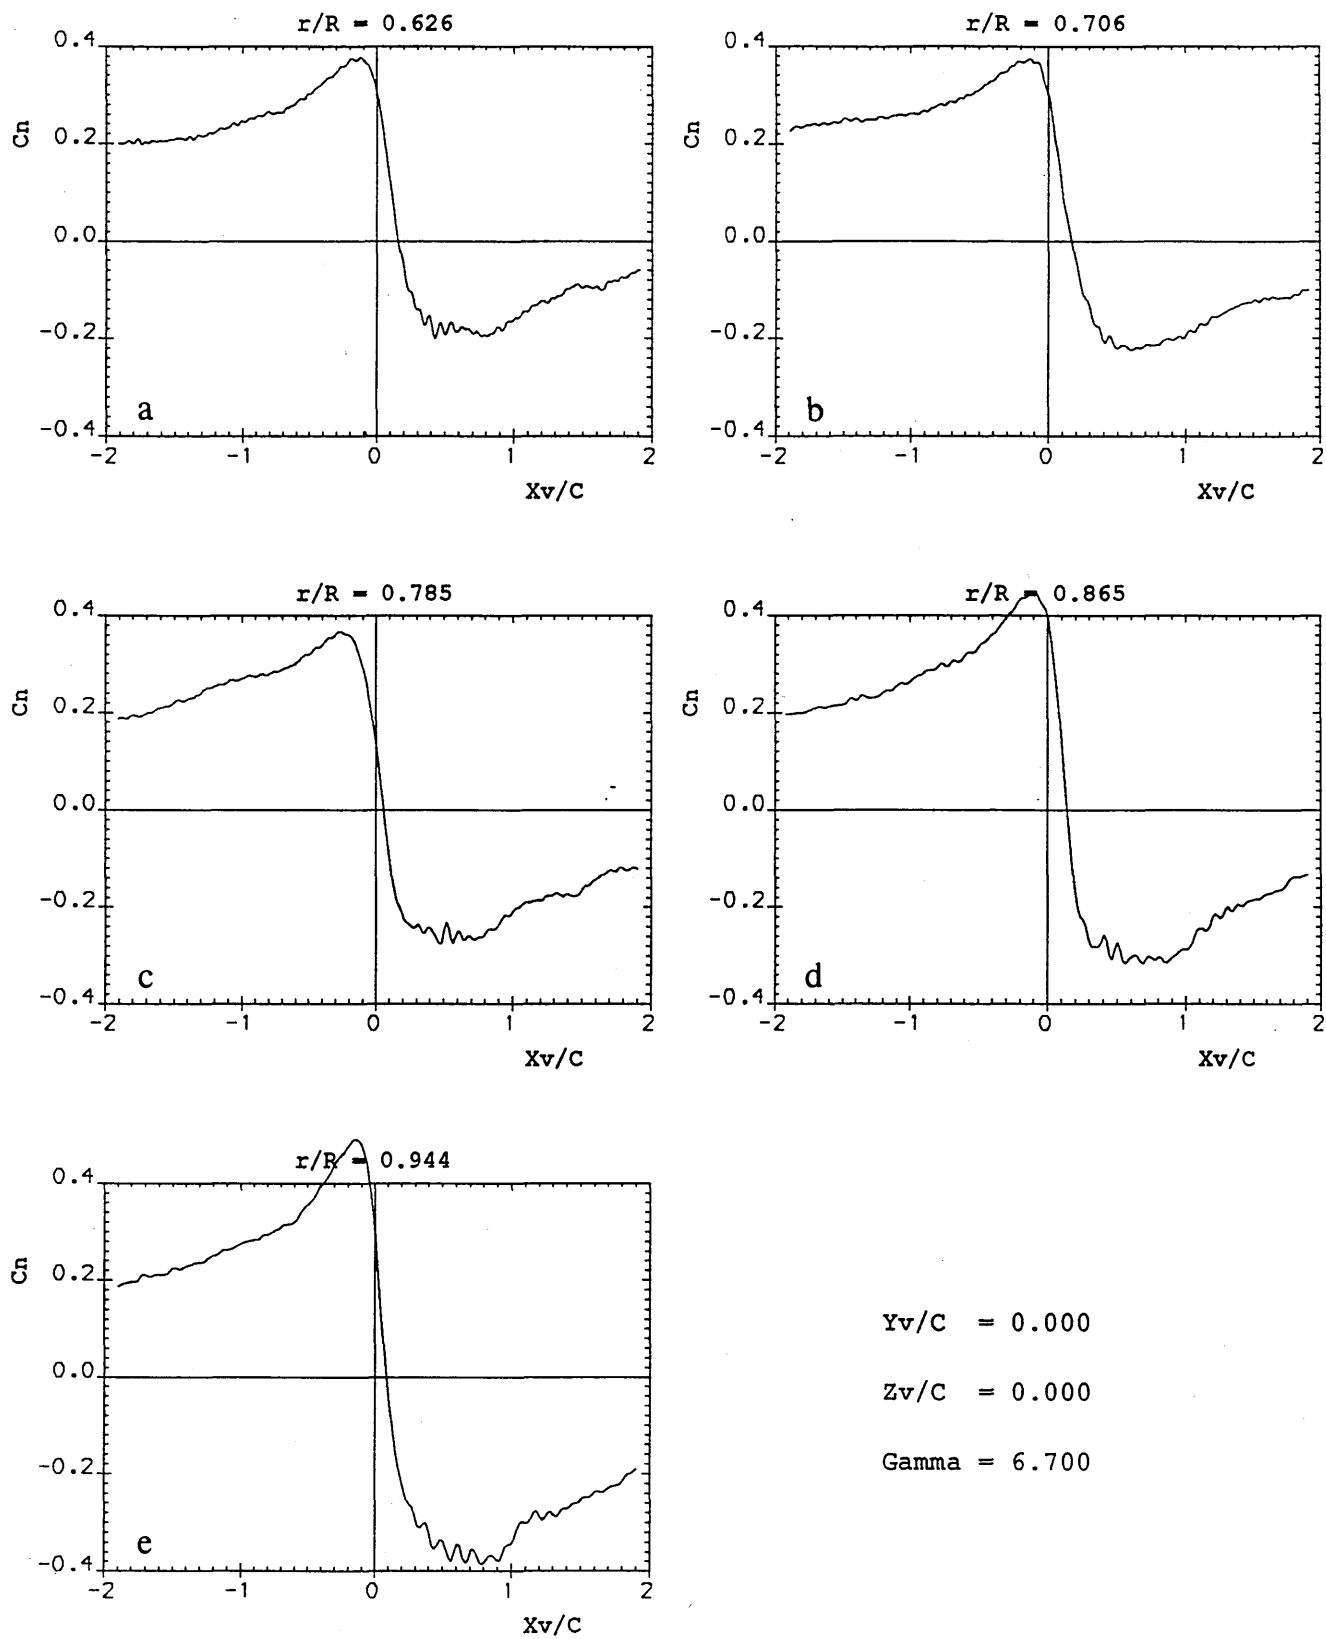 r/R = 0.626
0.4
0.2
0.0
-0.2
-0.4
Cn
a
-2 -1 0 1 2
Xv/C
r/R = 0.706
0.4
0.2
0.0
-0.2
-0.4
Cn
b
-2 -1 0 1 2
Xv/C
r/R = 0.785
0.4
0.2
0.0
-0.2
-0.4
Cn
c
-2 -1 0 1 2
Xv/C
r/R = 0.865
0.4
0.2
0.0
-0.2
-0.4
Cn
d
-2 -1 0 1 2
Xv/C
r/R = 0.944
0.4
0.2
0.0
-0.2
-0.4
Cn
e
-2 -1 0 1 2
Xv/C
Yv/C = 0.000
Zv/C = 0.000
Gamma = 6.700